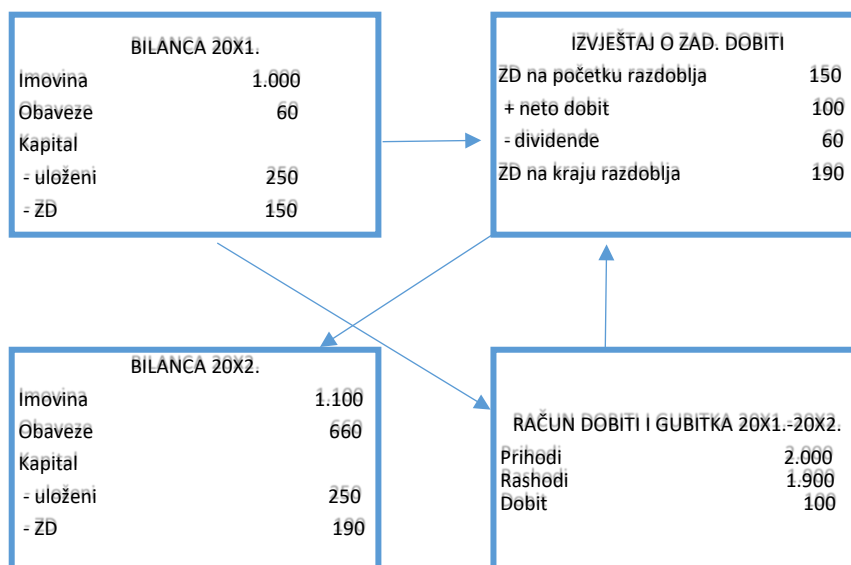 BILANCA 20X1.
Imovina 1.000
Obaveze 60
Kapital
- uloženi 250
- ZD 150
IZVJEŠTAJ O ZAD. DOBITI
ZD na početku razdoblja 150
+ neto dobit 100
- dividende 60
ZD na kraju razdoblja 190
BILANCA 20X2.
Imovina 1.100
Obaveze 660
Kapital
- uloženi 250
- ZD 190
RAČUN DOBITI I GUBITKA 20X1.-20X2.
Prihodi 2.000
Rashodi 1.900
Dobit 100